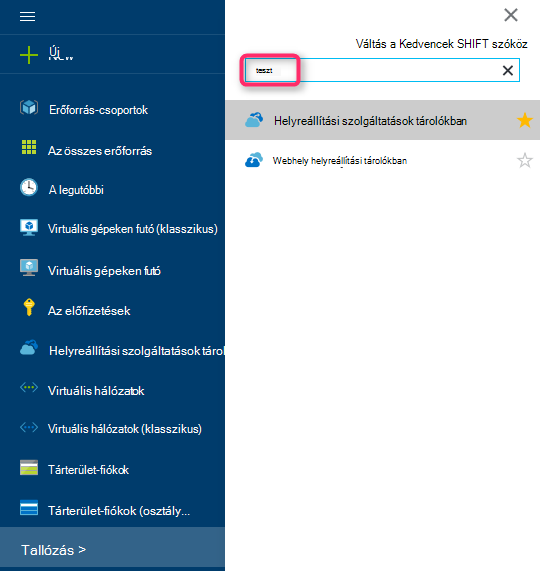 Új
Váltás a Kedvencek SHIFT szóköz
teszt
Erőforrás-csoportok
Helyreállítási szolgáltatások tárolókban
Az összes erőforrás
Webhely helyreállítási tárolókban
A legutóbbi
Virtuális gépeken futó (klasszikus)
Virtuális gépeken futó
Az előfizetések
Helyreállítási szolgáltatások tárol
Virtuális hálózatok
Virtuális hálózatok (klasszikus)
Tárterület-fiókok
Tárterület-fiókok (osztály...
Tallózás >